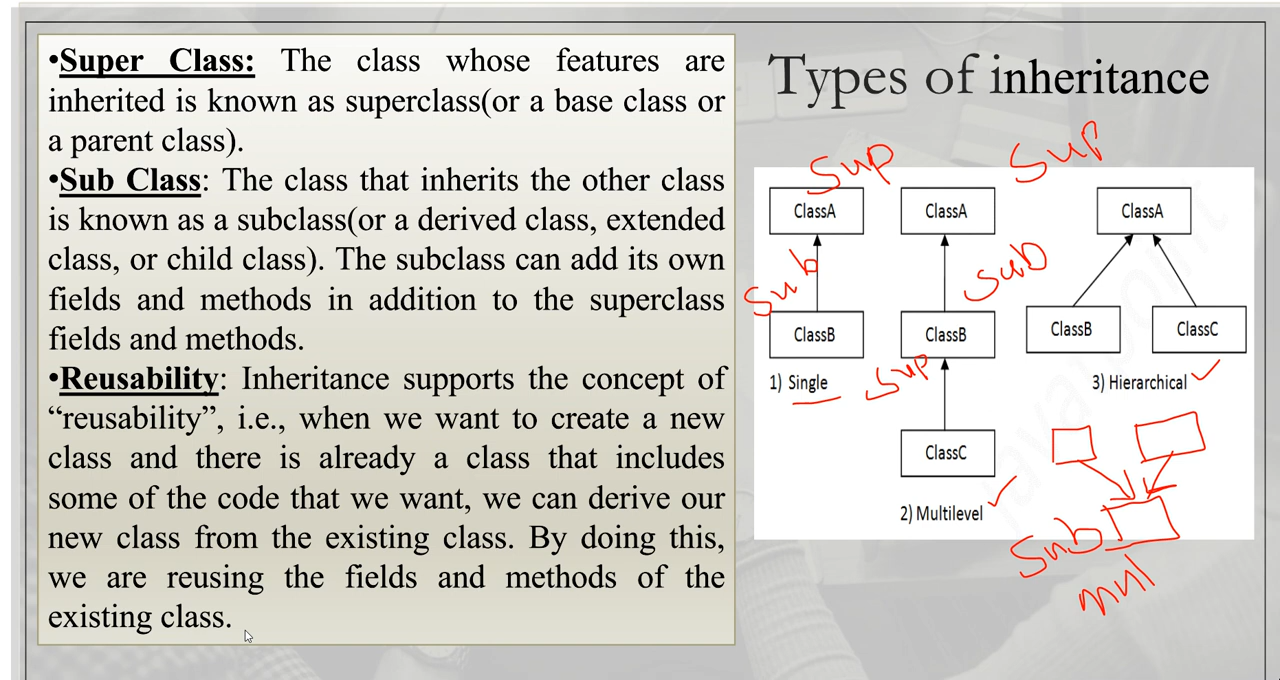 •Super Class: The class whose features are
inherited is known as superclass(or a base class or
a parent class).
•Sub Class: The class that inherits the other class
is known as a subclass(or a derived class, extended
class, or child class). The subclass can add its own
fields and methods in addition to the superclass
fields and methods.
•Reusability: Inheritance supports the concept of
“reusability”, i.e., when we want to create a new
class and there is already a class that includes
some of the code that we want, we can derive our
new class from the existing class. By doing this,
we are reusing the fields and methods of the
existing class.
Types of inheritance
Sup
Sup
ClassA
ClassA
ClassA
Sub
Sub
ClassB
ClassB
ClassB
ClassC
1) Single
Sup
3) Hierarchical
ClassC
2) Multilevel
Sub
mul